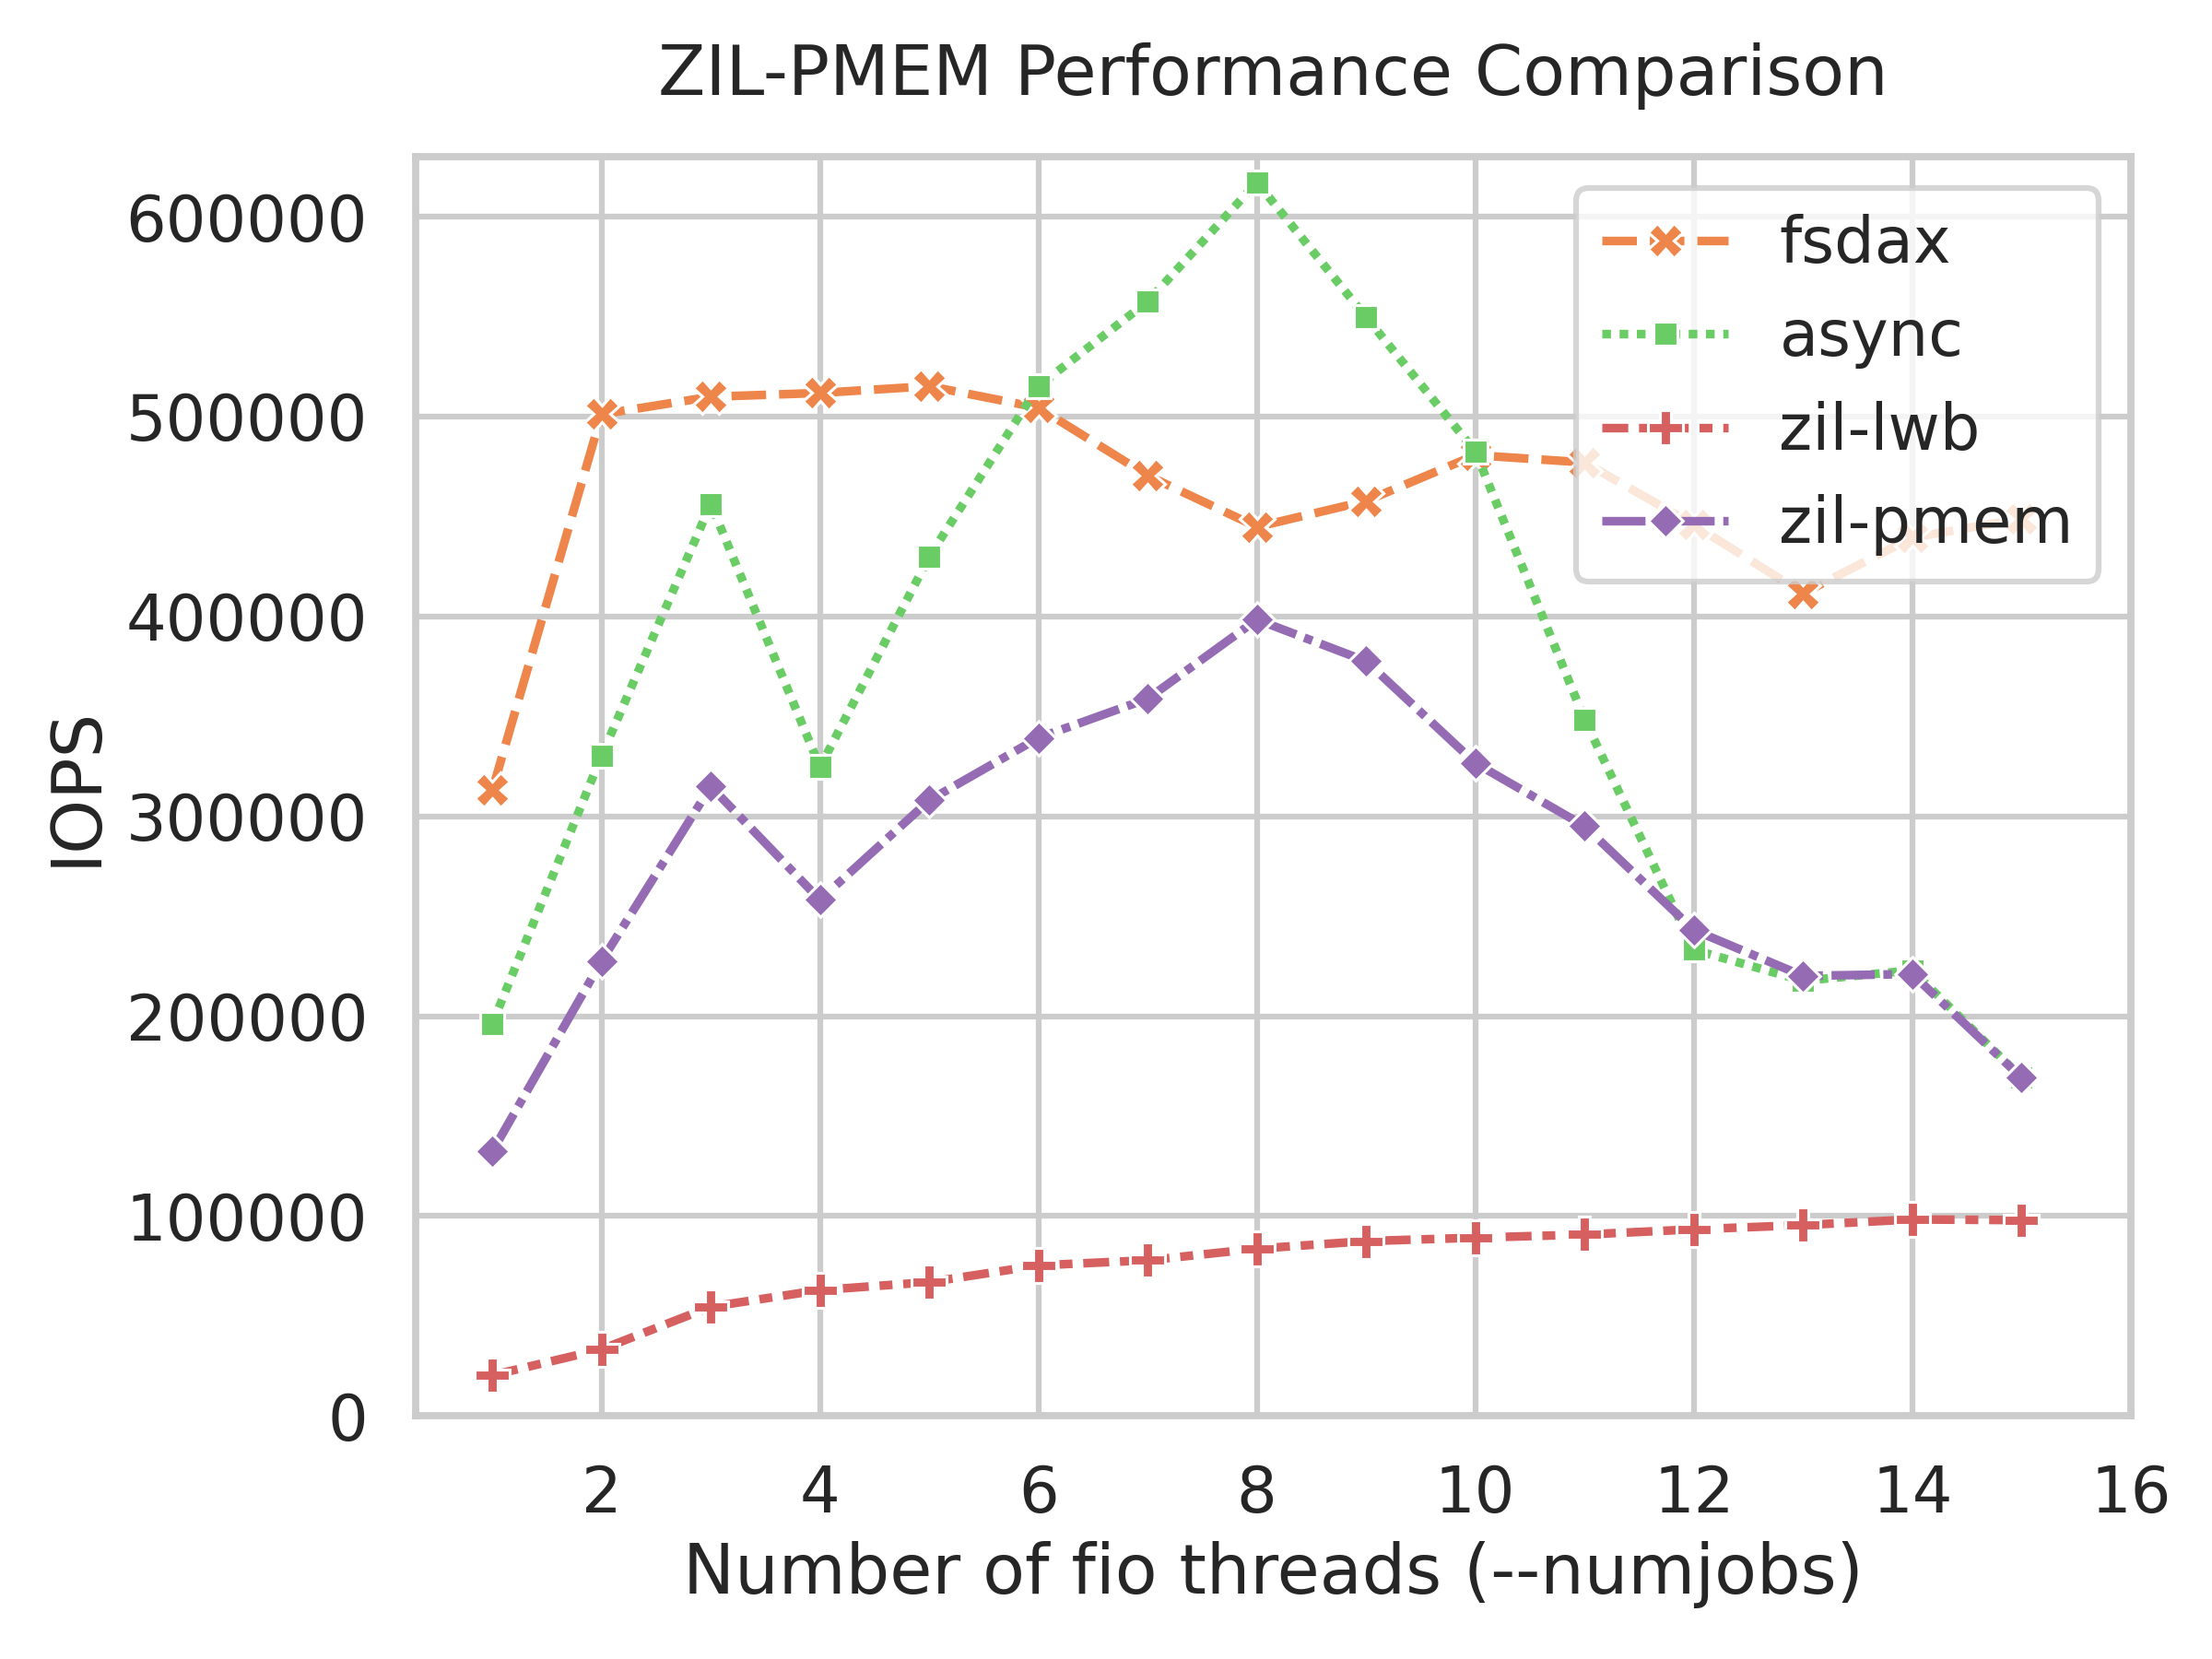 ZIL-PMEM Performance Comparison
IOPS
600000
500000
400000
300000
200000
100000
0
fsdax
async
zil-lwb
zil-pmem
2 4 6 8 10 12 14 16
Number of fio threads (--numjobs)